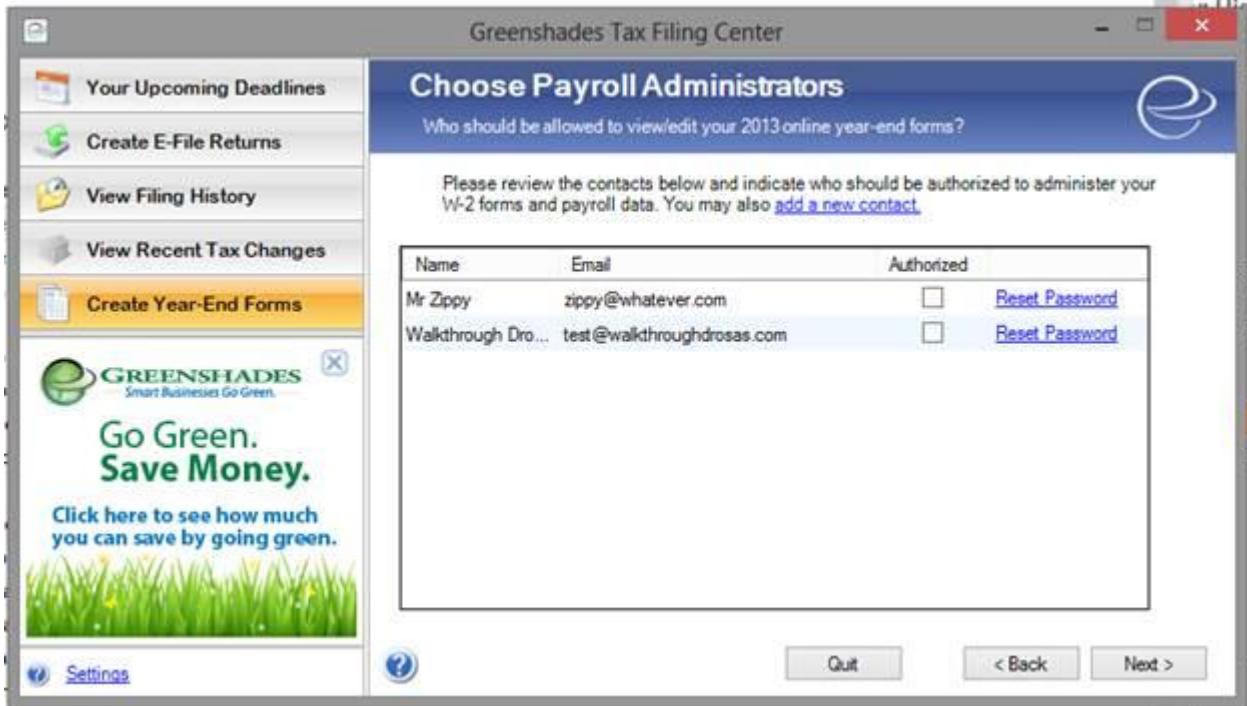 Greenshades Tax Filing Center
Your Upcoming Deadlines
Create E-File Returns
View Filing History
View Recent Tax Changes
Create Year-End Forms
GREENSHADES
Smart Businesses Go Green.
Go Green.
Save Money.
Click here to see how much
you can save by going green.
Settings
Choose Payroll Administrators
Who should be allowed to view/edit your 2013 online year-end forms?
Please review the contacts below and indicate who should be authorized to administer your
W-2 forms and payroll data. You may also add a new contact.
Name Email Authorized
Mr Zippy zippy@whatever.com Reset Password
Walkthrough Dro... test@walkthroughdrosas.com Reset Password
Quit < Back Next >